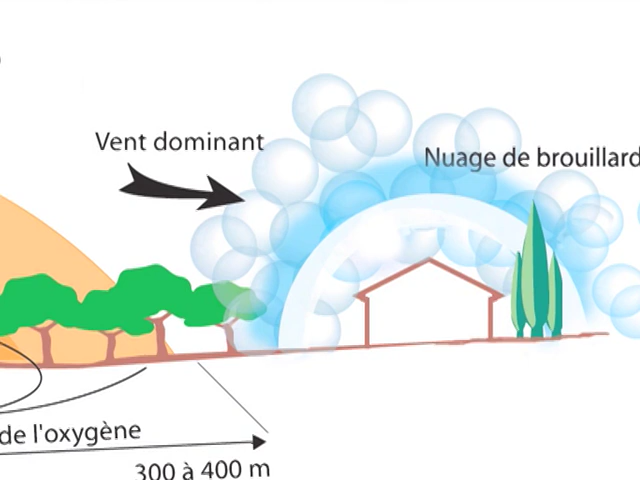 Vent dominant
Nuage de brouillard
de l'oxygène
300 à 400 m